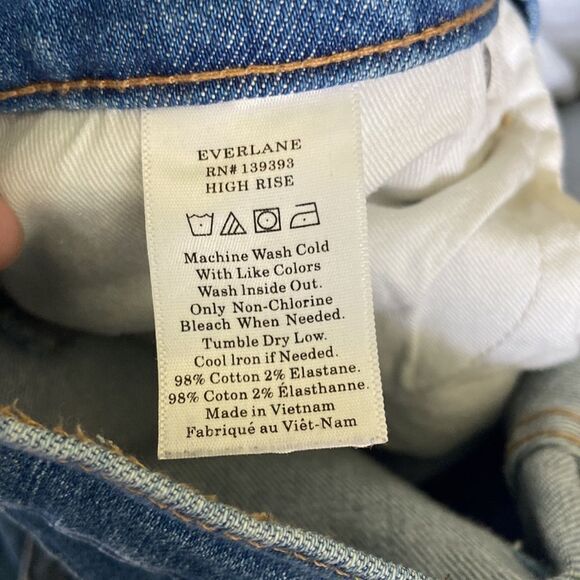 EVERLANE
RN# 139393
HIGH RISE
Machine Wash Cold
With Like Colors
Wash Inside Out.
Only Non-Chlorine
Bleach When Needed.
Tumble Dry Low.
Cool Iron if Needed.
98% Cotton 2% Elastane.
98% Coton 2% Élasthanne.
Made in Vietnam
Fabriqué au Viêt-Nam